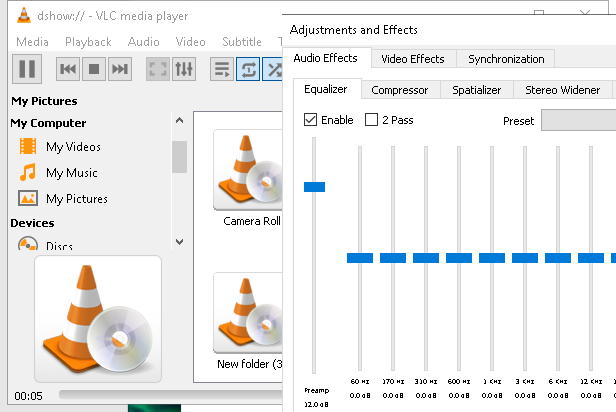 dshow:// - VLC media player
Media Playback Audio Video Subtitle
My Pictures
My Computer
My Videos
My Music
My Pictures
Devices
Discs
Camera Roll
New folder (3
00:05
Adjustments and Effects
Audio Effects Video Effects Synchronization
Equalizer Compressor Spatializer Stereo Widener
Enable 2 Pass Preset
60 Hz 170 Hz 310 Hz 600 Hz 1 KHz 3 KHz 6 KHz 12 KHz
Preamp 0.0 dB 0.0 dB 0.0 dB 0.0 dB 0.0 dB 0.0 dB 0.0 dB 0.0 dB
12.0 dB